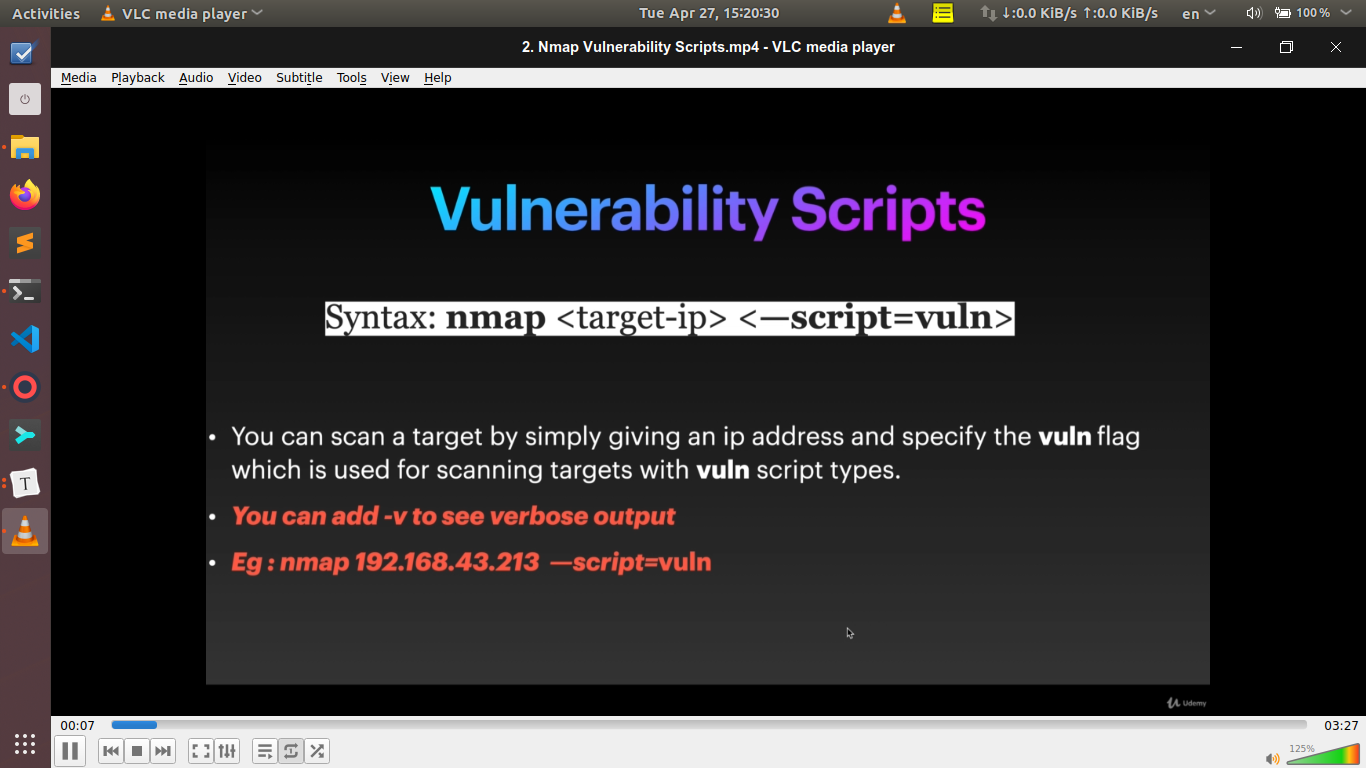 Activities VLC media player Tue Apr 27, 15:20:30 ↓:0.0 KiB/s ↑:0.0 KiB/s en 100 %
2. Nmap Vulnerability Scripts.mp4 - VLC media player
Media Playback Audio Video Subtitle Tools View Help
Vulnerability Scripts
Syntax: nmap <target-ip> <—script=vuln>
• You can scan a target by simply giving an ip address and specify the vuln flag
which is used for scanning targets with vuln script types.
• You can add -v to see verbose output
• Eg : nmap 192.168.43.213 —script=vuln
Udemy
00:07 03:27
125%